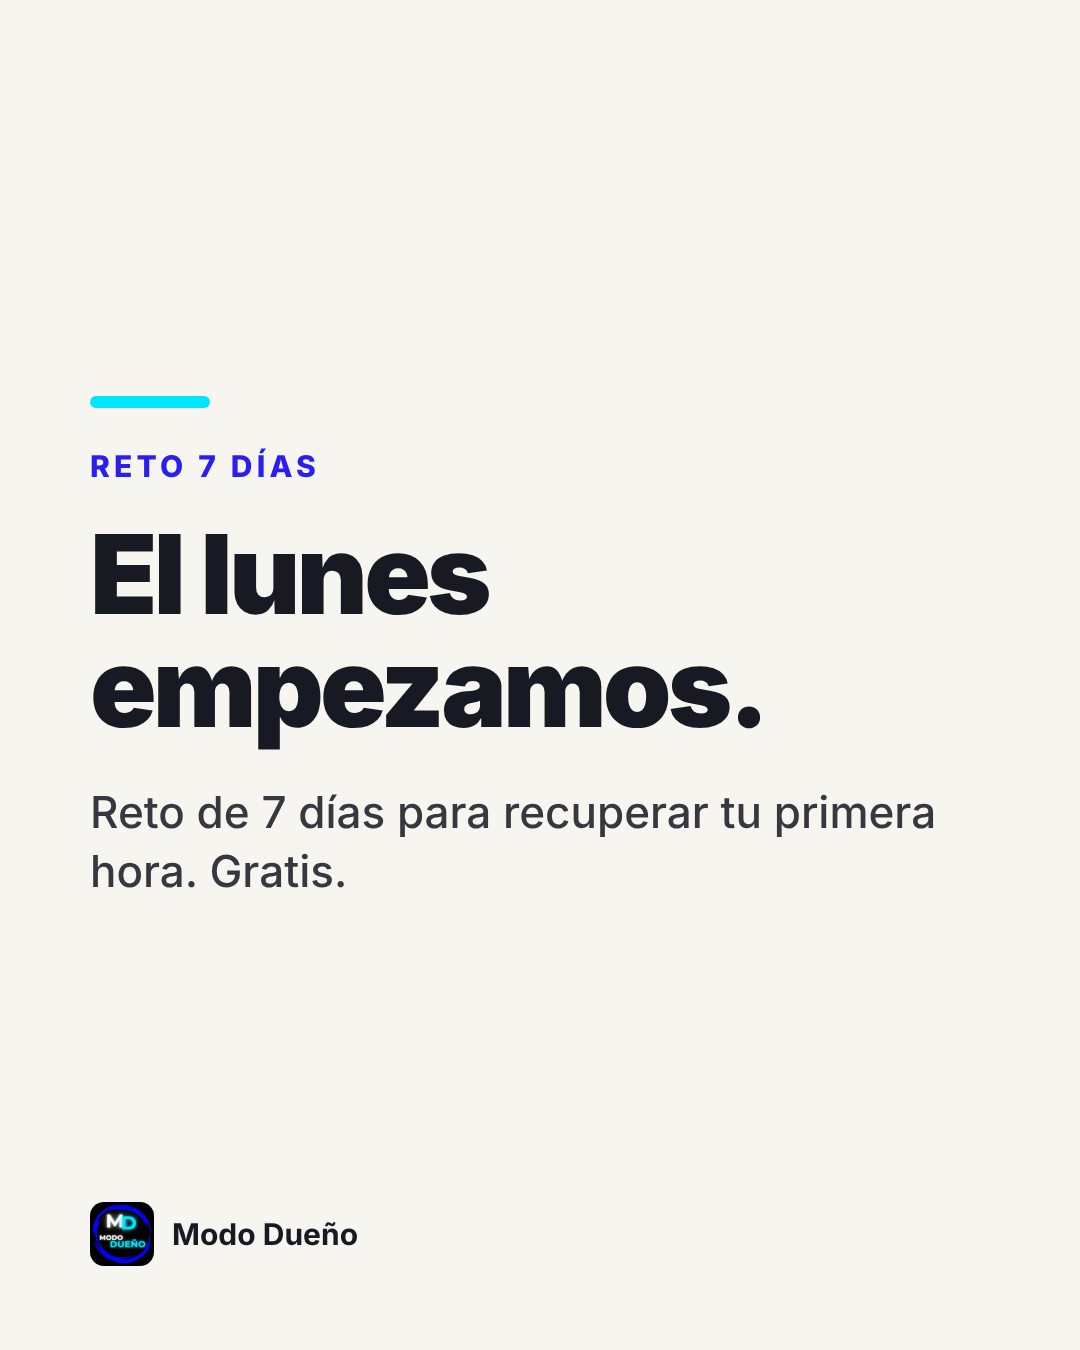 RETO 7 DÍAS
El lunes
empezamos.
Reto de 7 días para recuperar tu primera
hora. Gratis.
MD
MODO
DUEÑO
Modo Dueño